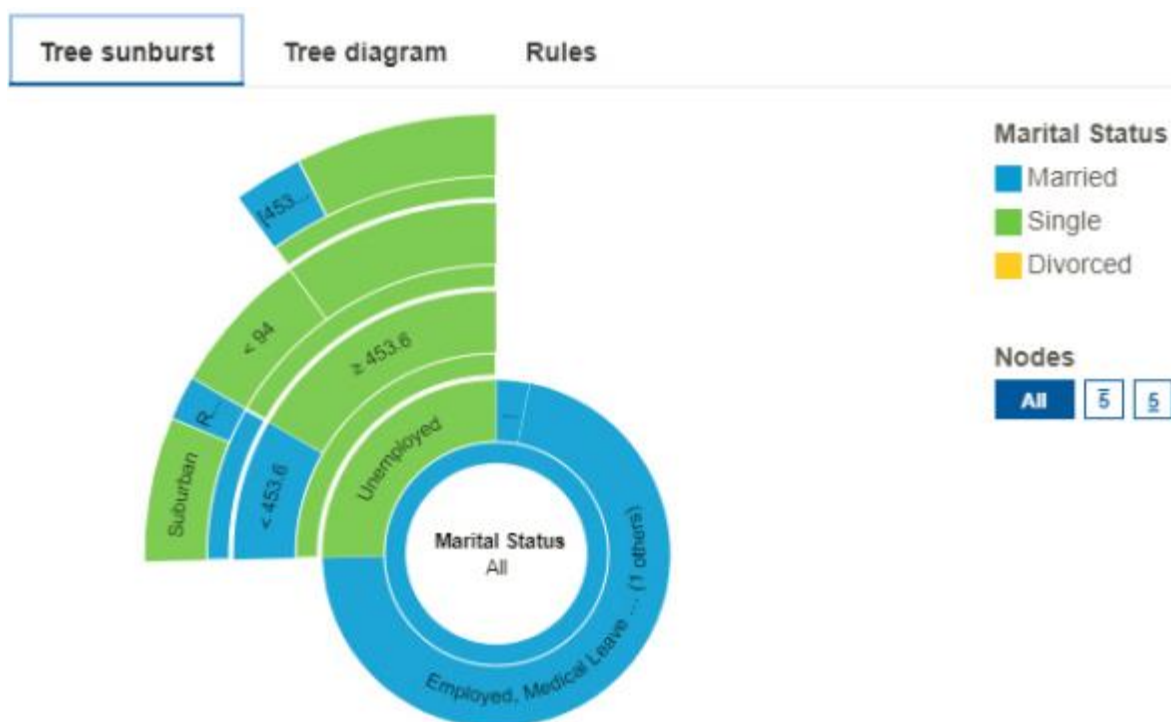 Tree sunburst Tree diagram Rules
Marital Status
Married
Single
Divorced
Nodes
All 5 5
[453...
< 94
≥ 453.6
R...
Unemployed
...
Suburban
< 453.6
Marital Status
All
Employed, Medical Leave ... (1 others)